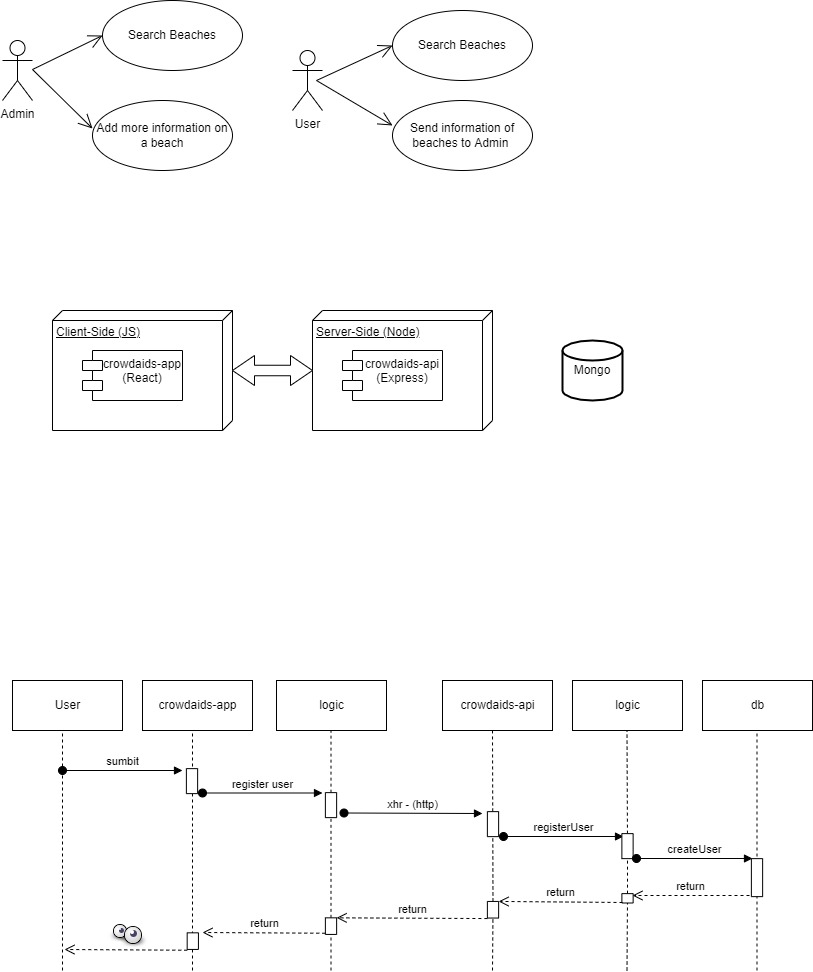 Search Beaches
Admin
Add more information on
a beach
Search Beaches
User
Send information of
beaches to Admin
Client-Side (JS)
crowdaids-app
(React)
Server-Side (Node)
crowdaids-api
(Express)
Mongo
User
crowdaids-app
logic
crowdaids-api
logic
db
sumbit
register user
xhr - (http)
registerUser
createUser
return
return
return
return